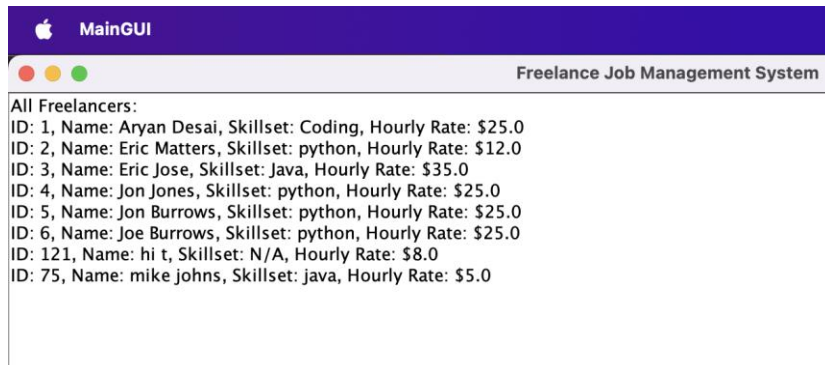 MainGUI
Freelance Job Management System
All Freelancers:
ID: 1, Name: Aryan Desai, Skillset: Coding, Hourly Rate: $25.0
ID: 2, Name: Eric Matters, Skillset: python, Hourly Rate: $12.0
ID: 3, Name: Eric Jose, Skillset: Java, Hourly Rate: $35.0
ID: 4, Name: Jon Jones, Skillset: python, Hourly Rate: $25.0
ID: 5, Name: Jon Burrows, Skillset: python, Hourly Rate: $25.0
ID: 6, Name: Joe Burrows, Skillset: python, Hourly Rate: $25.0
ID: 121, Name: hi t, Skillset: N/A, Hourly Rate: $8.0
ID: 75, Name: mike johns, Skillset: java, Hourly Rate: $5.0